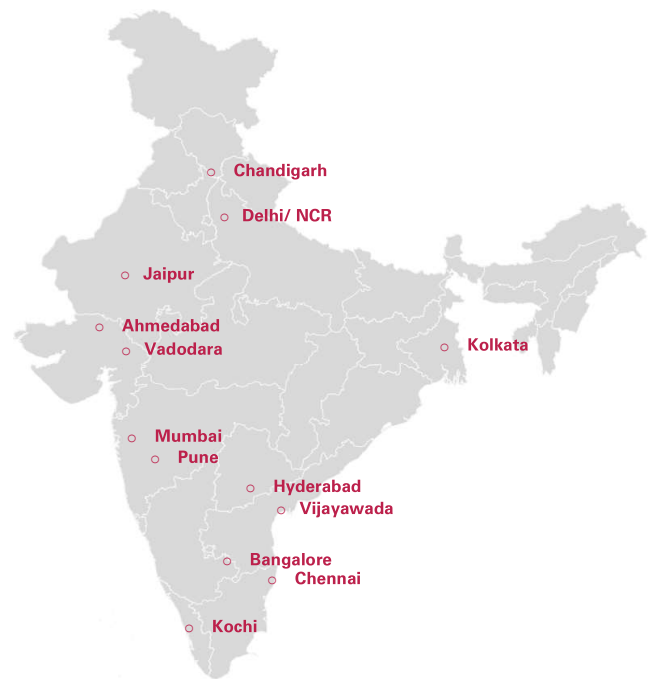 Chandigarh
Delhi/ NCR
Jaipur
Ahmedabad
Kolkata
Vadodara
Mumbai
Pune
Hyderabad
Vijayawada
Bangalore
Chennai
Kochi